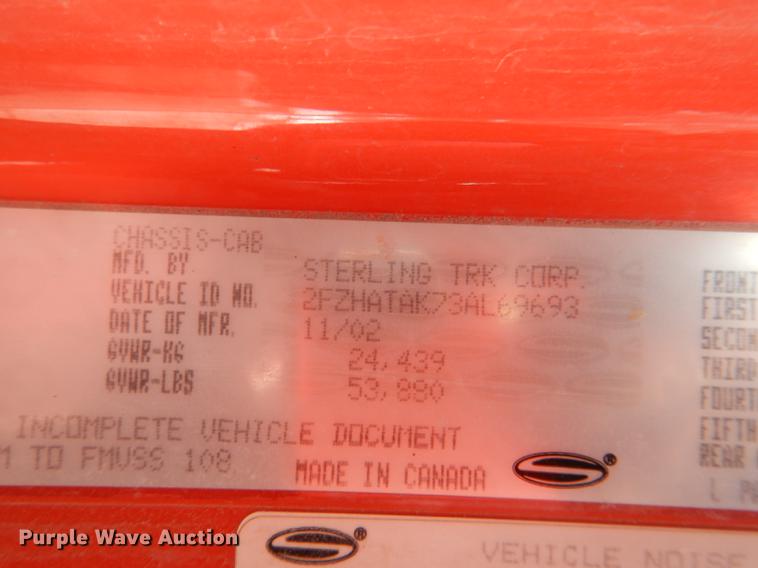 CHASSIS-CAB
MFD. BY STERLING TRK CORP.
VEHICLE ID NO. 2FZHATAK73AL69693
DATE OF MFR. 11/02
GVWR-KG 24,439
GVWR-LBS 53,880
INCOMPLETE VEHICLE DOCUMENT
M TO FMVSS 108.
MADE IN CANADA
®
FRONT
FIRST
SECON
THIRD
FOURT
FIFTH
REAR
L
®
VEHICLE NOISE
Purple Wave Auction